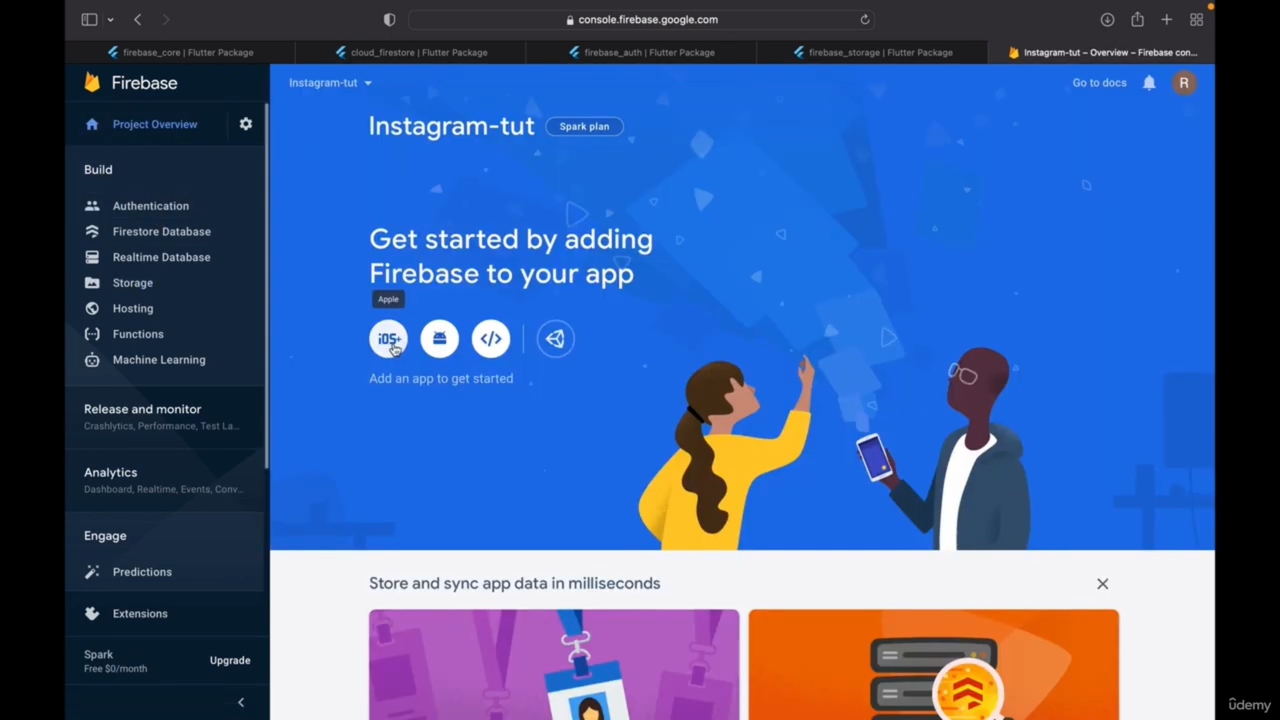 console.firebase.google.com
firebase_core | Flutter Package
cloud_firestore | Flutter Package
firebase_auth | Flutter Package
firebase_storage | Flutter Package
Instagram-tut – Overview – Firebase con...
Firebase
Instagram-tut
Go to docs
R
Project Overview
Instagram-tut
Spark plan
Build
Authentication
Firestore Database
Realtime Database
Storage
Hosting
Functions
Machine Learning
Get started by adding
Firebase to your app
Apple
iOS+
Add an app to get started
Release and monitor
Crashlytics, Performance, Test La...
Analytics
Dashboard, Realtime, Events, Conv...
Engage
Predictions
Extensions
Spark
Free $0/month
Upgrade
Store and sync app data in milliseconds
ûdemy